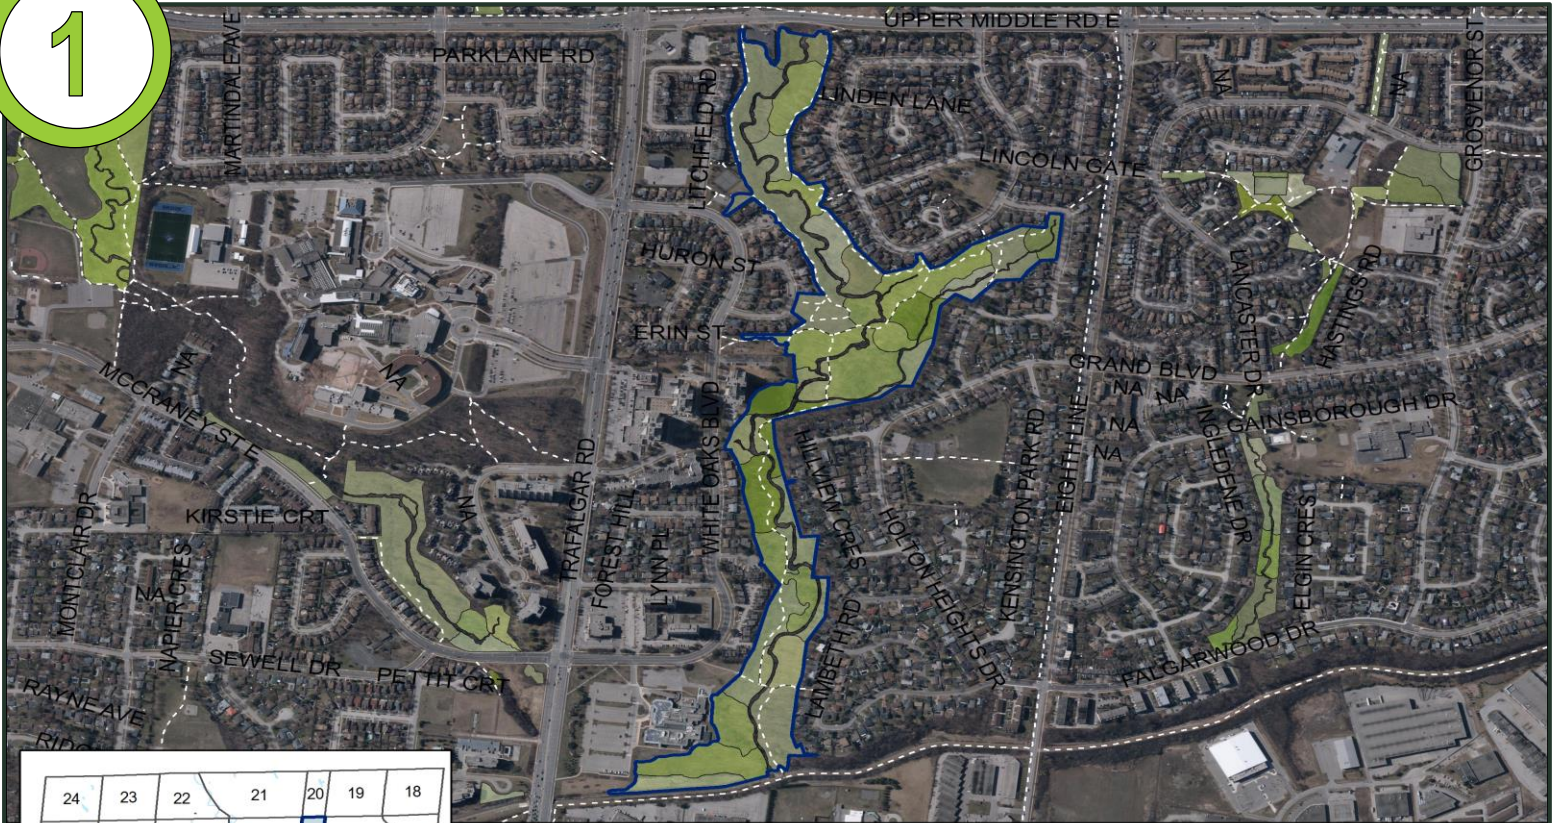 1
UPPER MIDDLE RD E
MARTINDALE AVE
PARKLANE RD
LITCHFIELD RD
LINDEN LANE
LINCOLN GATE
NA
NA
GROSVENOR ST
HURON ST
ERIN ST
LANCASTER DR
HASTINGS RD
GRAND BLVD
NA
NA
NA
NA
NA
NA
MCCRANEY ST E
WHITE OAKS BLVD
HILLVIEW CRES
KENSINGTON PARK RD
EIGHTH LINE
INGLEDENE DR
GAINSBOROUGH DR
TRAFALGAR RD
NA
KIRSTIE CRT
MONTCLAIR DR
NAPIER CRES
NA
FOREST HILL
LYNN PL
HOLTON HEIGHTS DR
ELGIN CRES
LAMBETH RD
FALGARWOOD DR
SEWELL DR
PETTIT CRT
RAYNE AVE
24 23 22 21 20 19 18